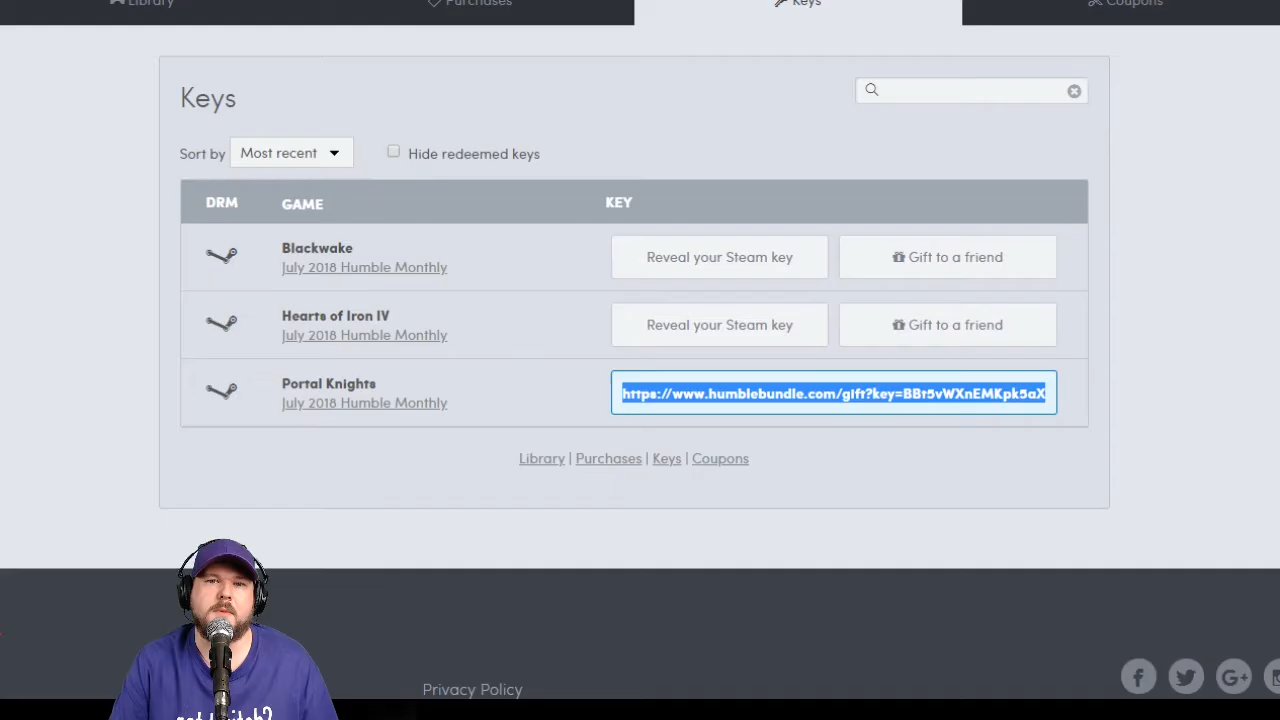 Library
Purchases
Keys
Coupons
Keys
Sort by Most recent Hide redeemed keys
DRM GAME KEY
Blackwake
July 2018 Humble Monthly
Reveal your Steam key Gift to a friend
Hearts of Iron IV
July 2018 Humble Monthly
Reveal your Steam key Gift to a friend
Portal Knights
July 2018 Humble Monthly
https://www.humblebundle.com/gift?key=BBt5vWXnEMKpk5aX
Library | Purchases | Keys | Coupons
Privacy Policy